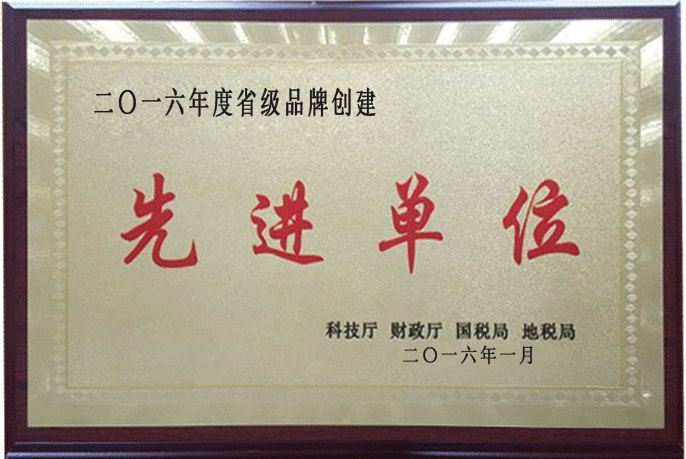 二〇一六年度省级品牌创建
先进单位
科技厅 财政厅 国税局 地税局
二〇一六年一月